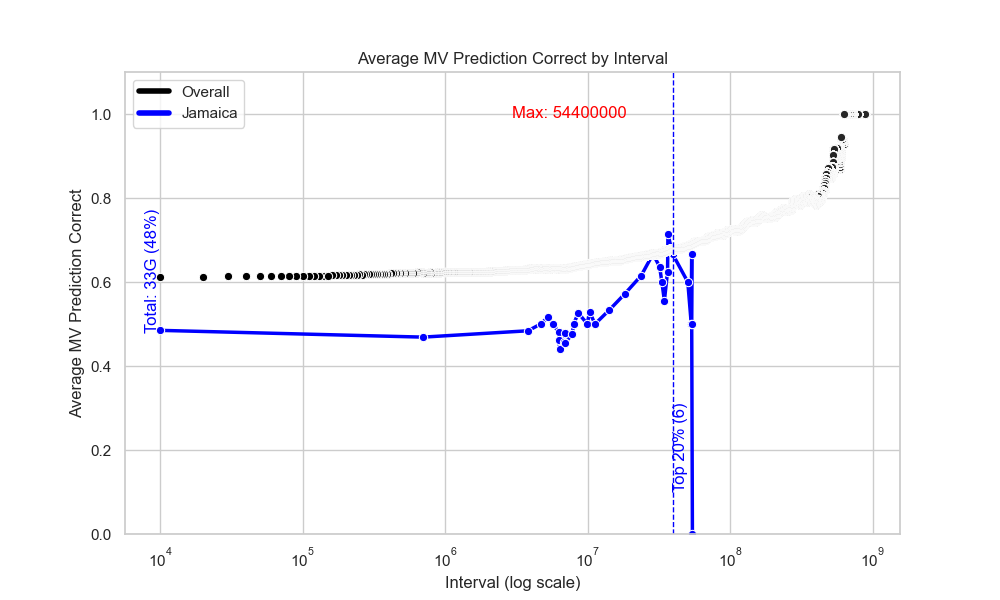 Average MV Prediction Correct by Interval
Overall
Jamaica
Max: 54400000
Total: 33G (48%)
Top 20% (6)
Average MV Prediction Correct
1.0
0.8
0.6
0.4
0.2
0.0
10^4
10^5
10^6
10^7
10^8
10^9
Interval (log scale)